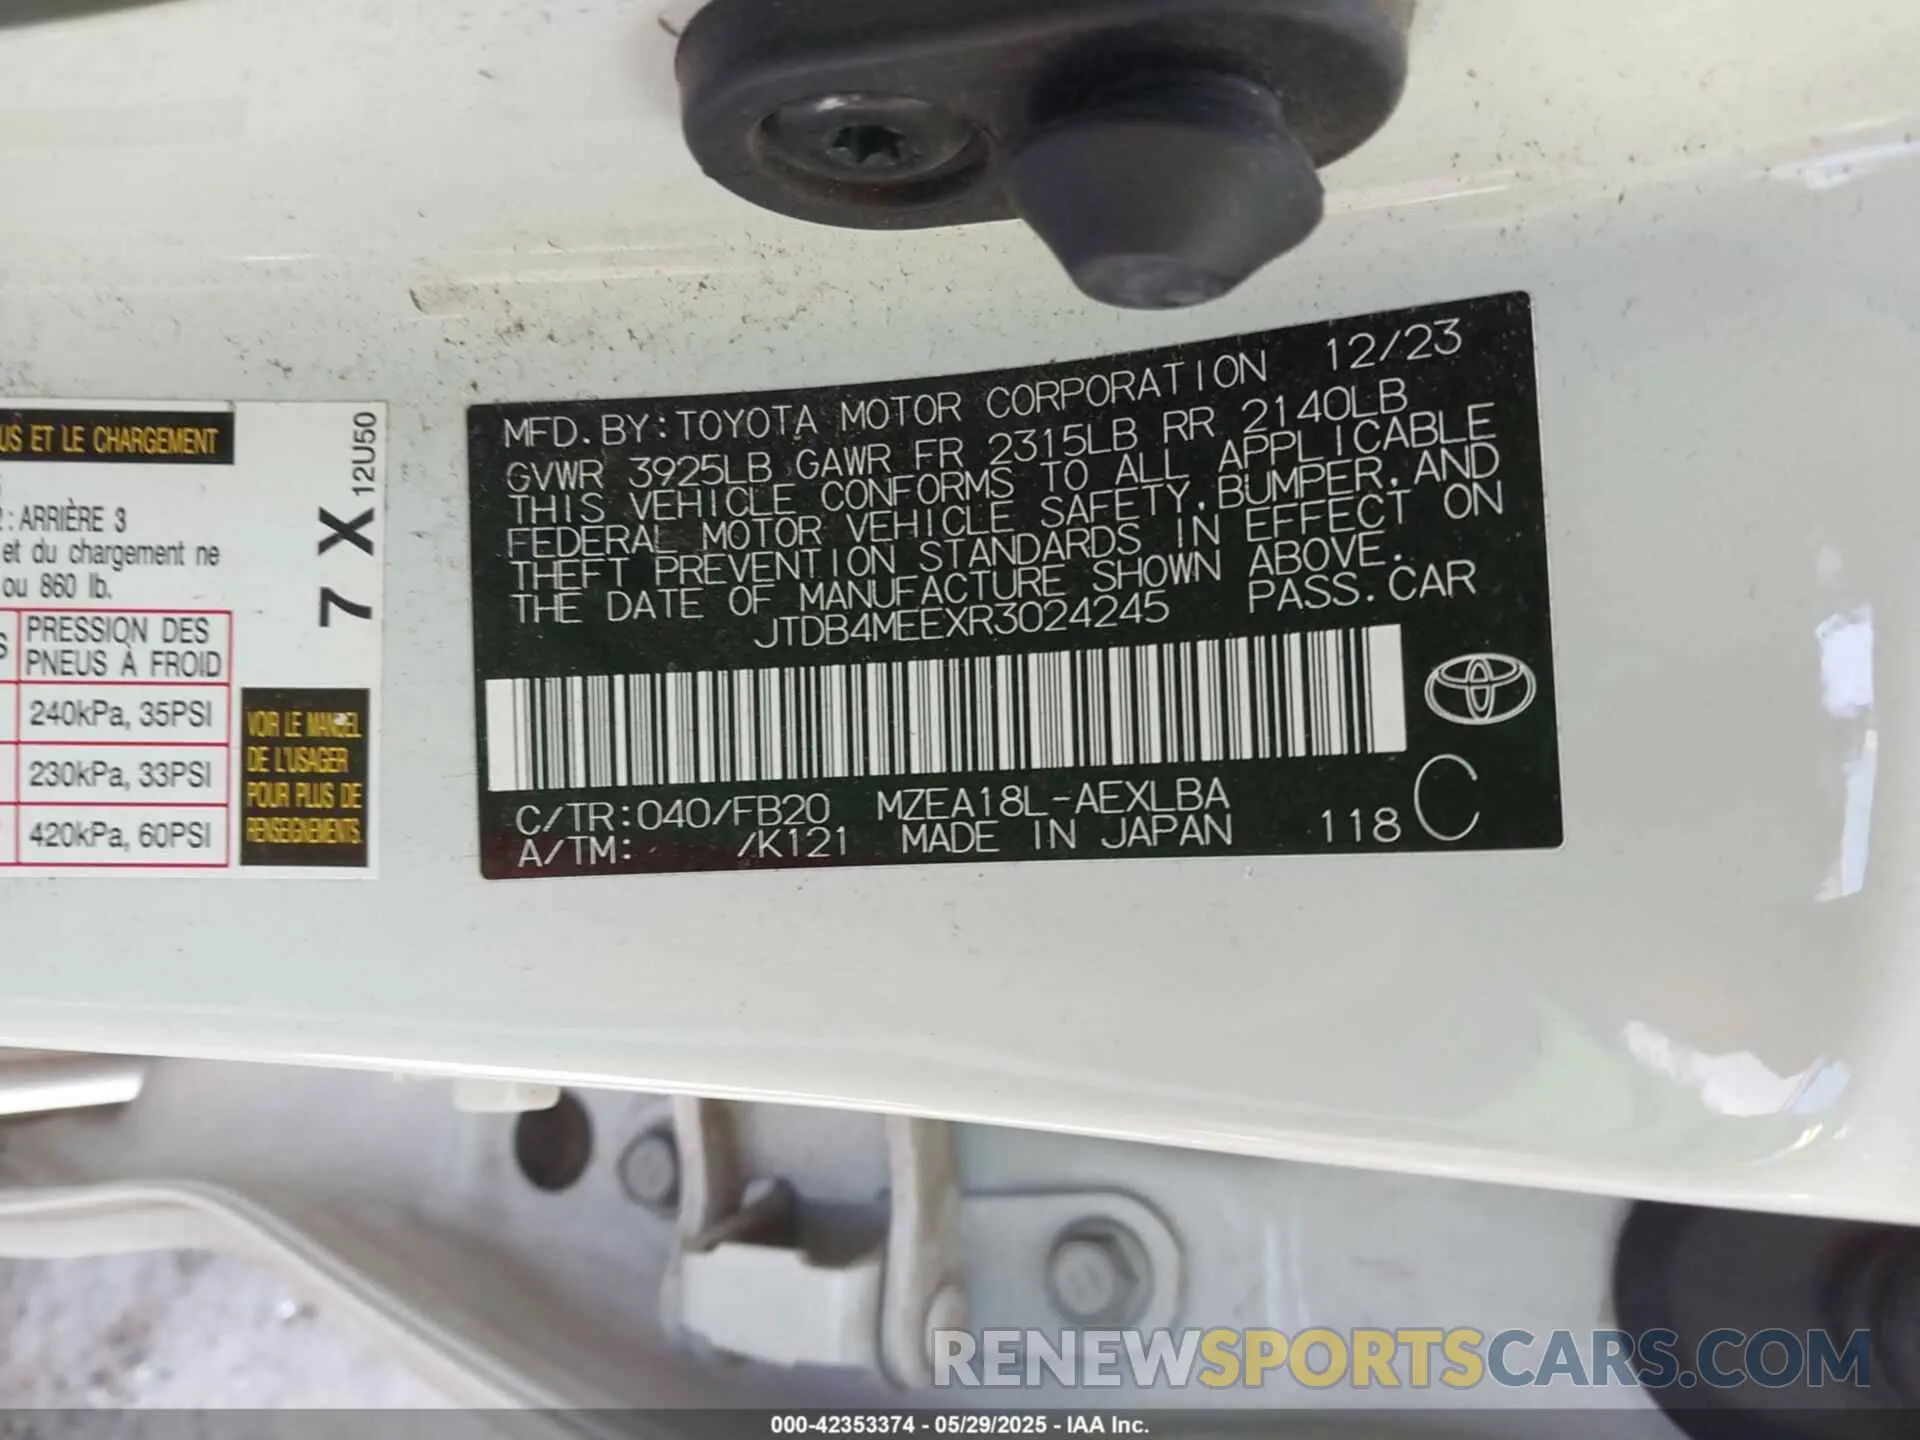 US ET LE CHARGEMENT
: ARRIÈRE 3
et du chargement ne
ou 860 lb.
PRESSION DES
PNEUS À FROID
240kPa, 35PSI
230kPa, 33PSI
420kPa, 60PSI
7 X 12U50
VOIR LE MANUEL
DE L'USAGER
POUR PLUS DE
RENSEIGNEMENTS.
MFD. BY: TOYOTA MOTOR CORPORATION 12/23
GVWR 3925LB GAWR FR 2315LB RR 2140LB
THIS VEHICLE CONFORMS TO ALL APPLICABLE
FEDERAL MOTOR VEHICLE SAFETY, BUMPER, AND
THEFT PREVENTION STANDARDS IN EFFECT ON
THE DATE OF MANUFACTURE SHOWN ABOVE.
JTDB4MEEXR3024245 PASS. CAR
C/TR: 040/FB20 MZEA18L-AEXLBA
A/TM: /K121 MADE IN JAPAN 118 C
RENEWSPORTSCARS.COM
000-42353374 - 05/29/2025 - IAA Inc.